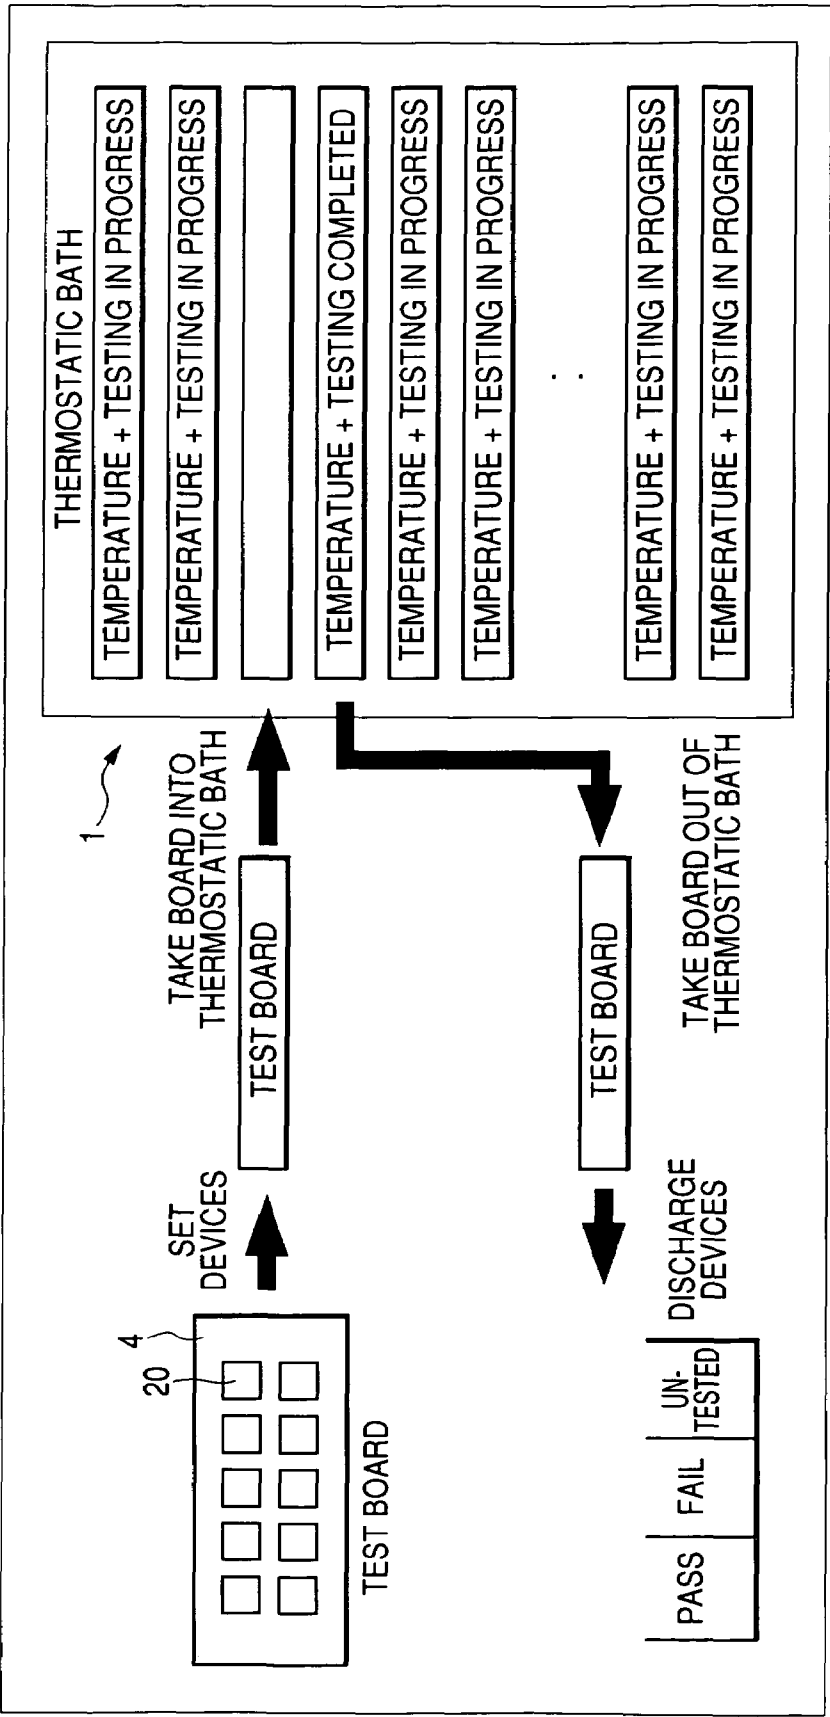 THERMOSTATIC BATH
TEMPERATURE + TESTING IN PROGRESS
TEMPERATURE + TESTING IN PROGRESS
TEMPERATURE + TESTING COMPLETED
TEMPERATURE + TESTING IN PROGRESS
TEMPERATURE + TESTING IN PROGRESS
TEMPERATURE + TESTING IN PROGRESS
TEMPERATURE + TESTING IN PROGRESS
1
TAKE BOARD INTO
THERMOSTATIC BATH
TEST BOARD
SET
DEVICES
4
20
TEST BOARD
TAKE BOARD OUT OF
THERMOSTATIC BATH
TEST BOARD
DISCHARGE
DEVICES
PASS
FAIL
UN-
TESTED